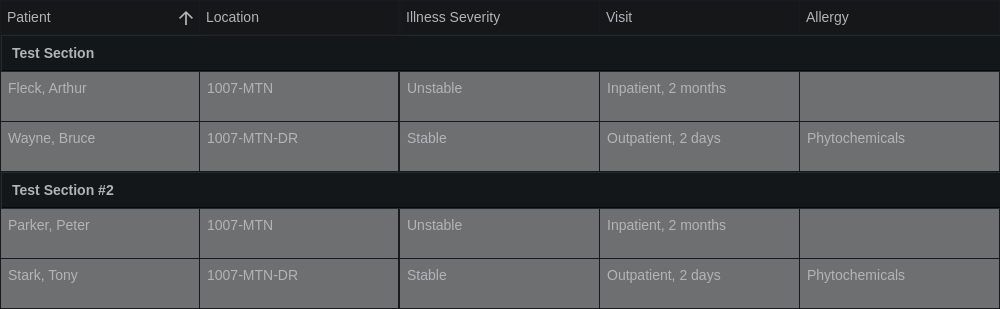 Patient Location Illness Severity Visit Allergy
Test Section
Fleck, Arthur 1007-MTN Unstable Inpatient, 2 months
Wayne, Bruce 1007-MTN-DR Stable Outpatient, 2 days Phytochemicals
Test Section #2
Parker, Peter 1007-MTN Unstable Inpatient, 2 months
Stark, Tony 1007-MTN-DR Stable Outpatient, 2 days Phytochemicals